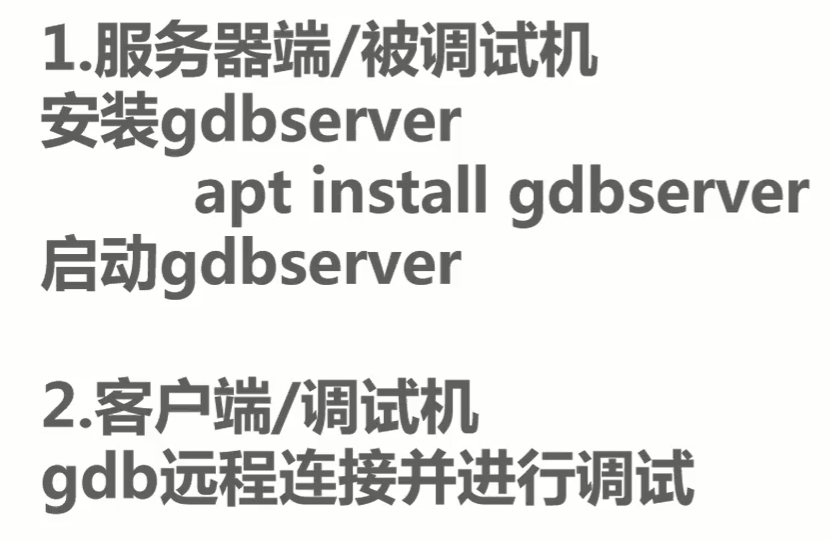 1.服务器端/被调试机
安装gdbserver
apt install gdbserver
启动gdbserver
2.客户端/调试机
gdb远程连接并进行调试